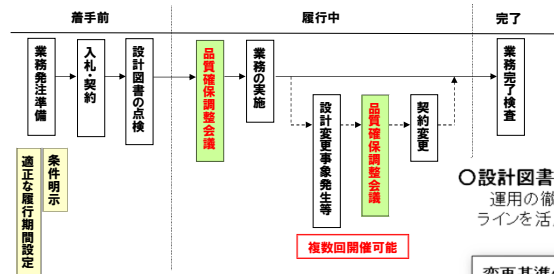 着手前
履行中
完了
業務発注準備
入札・契約
設計図書の点検
品質確保調整会議
業務の実施
設計変更事象発生等
品質確保調整会議
契約変更
業務完了検査
条件明示
適正な履行期間設定
複数回開催可能
〇設計図書
運用の徹
ラインを活
変更基準